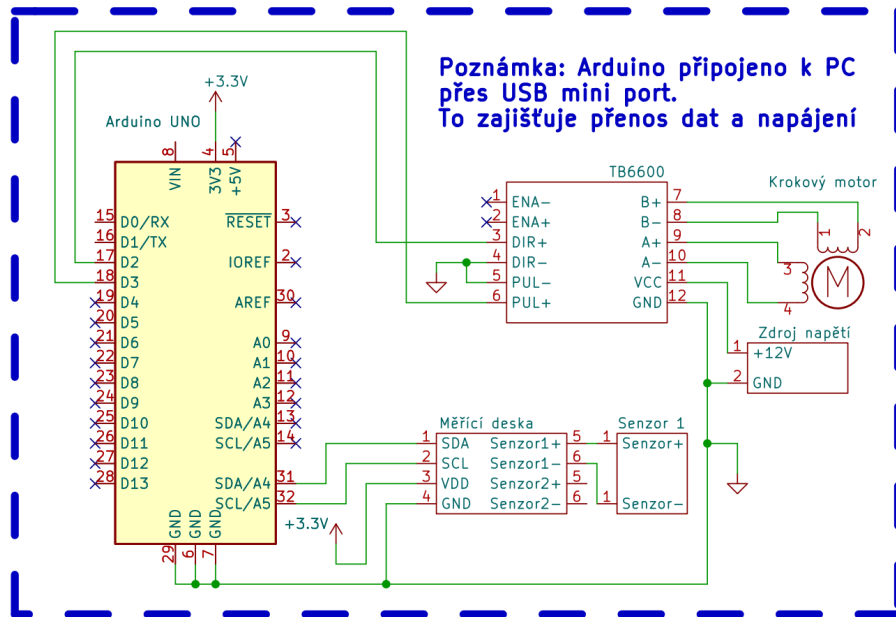 Poznámka: Arduino připojeno k PC
přes USB mini port.
To zajišťuje přenos dat a napájení
+3.3V
Arduino UNO
8 4 5
VIN 3V3 +5V
15 D0/RX RESET 3
16 D1/TX
17 D2 IOREF 2
18 D3
19 D4 AREF 30
20 D5
21 D6 A0 9
22 D7 A1 10
23 D8 A2 11
24 D9 A3 12
25 D10 SDA/A4 13
26 D11 SCL/A5 14
27 D12
28 D13 SDA/A4 31
SCL/A5 32
GND GND GND
29 6 7
TB6600
1 ENA- B+ 7
2 ENA+ B- 8
3 DIR+ A+ 9
4 DIR- A- 10
5 PUL- VCC 11
6 PUL+ GND 12
Krokový motor
1 2
3 M
4
Zdroj napětí
1 +12V
2 GND
Měřící deska
1 SDA Senzor1+ 5
2 SCL Senzor1- 6
3 VDD Senzor2+ 5
4 GND Senzor2- 6
+3.3V
Senzor 1
1 Senzor+
1 Senzor-